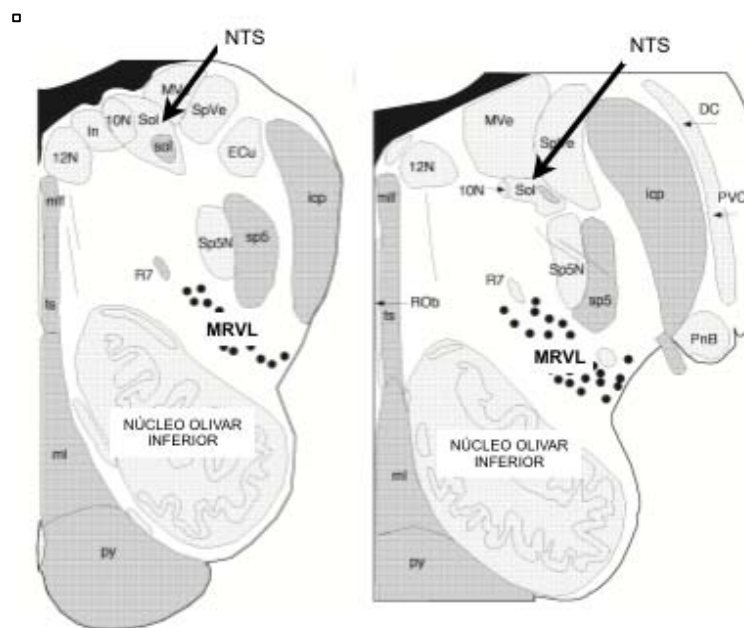 NTS
MV
SpVe
10N
Sol
In
sol
12N
ECu
mlf
icp
Sp5N
sp5
R7
ts
MRVL
NÚCLEO OLIVAR
INFERIOR
ml
py
NTS
DC
MVe
SpVe
12N
10N
Sol
icp
mlf
PVC
Sp5N
R7
sp5
ROb
ts
MRVL
PnB
NÚCLEO OLIVAR
INFERIOR
ml
py